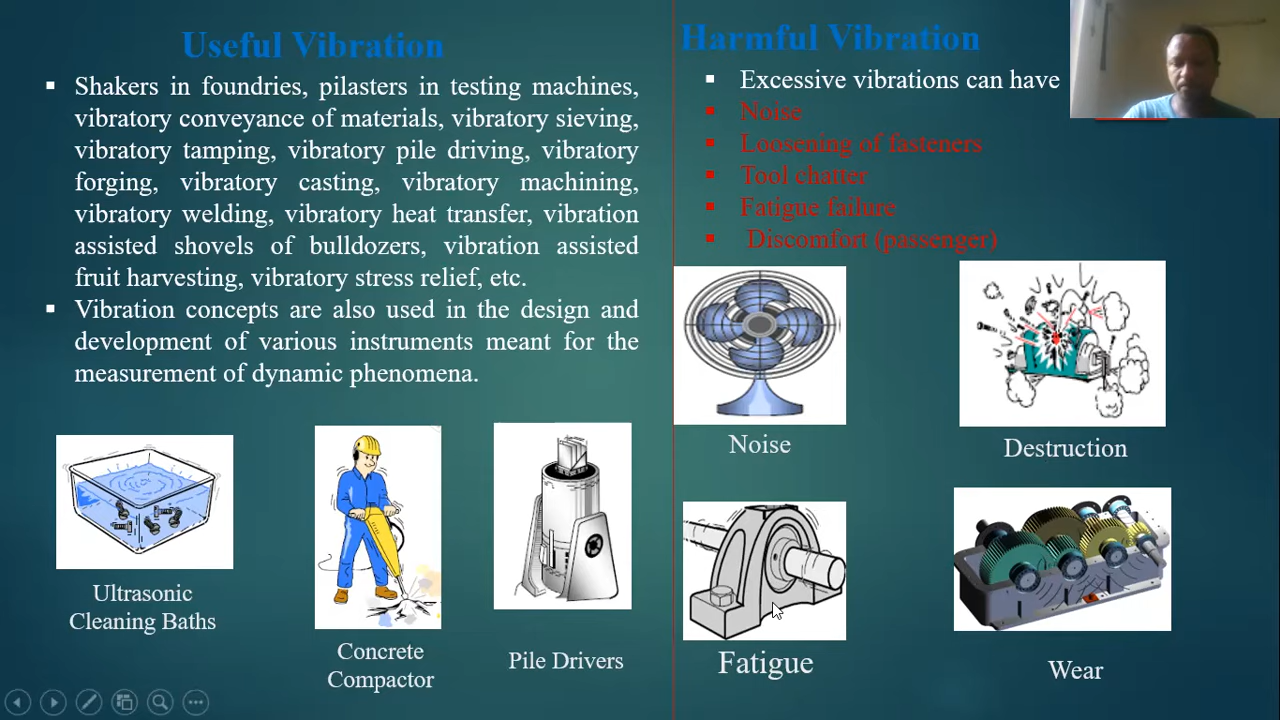 Useful Vibration
▪ Shakers in foundries, pilasters in testing machines,
vibratory conveyance of materials, vibratory sieving,
vibratory tamping, vibratory pile driving, vibratory
forging, vibratory casting, vibratory machining,
vibratory welding, vibratory heat transfer, vibration
assisted shovels of bulldozers, vibration assisted
fruit harvesting, vibratory stress relief, etc.
▪ Vibration concepts are also used in the design and
development of various instruments meant for the
measurement of dynamic phenomena.
Ultrasonic
Cleaning Baths
Concrete
Compactor
Pile Drivers
Harmful Vibration
▪ Excessive vibrations can have
▪ Noise
▪ Loosening of fasteners
▪ Tool chatter
▪ Fatigue failure
▪ Discomfort (passenger)
Noise
Destruction
Fatigue
Wear